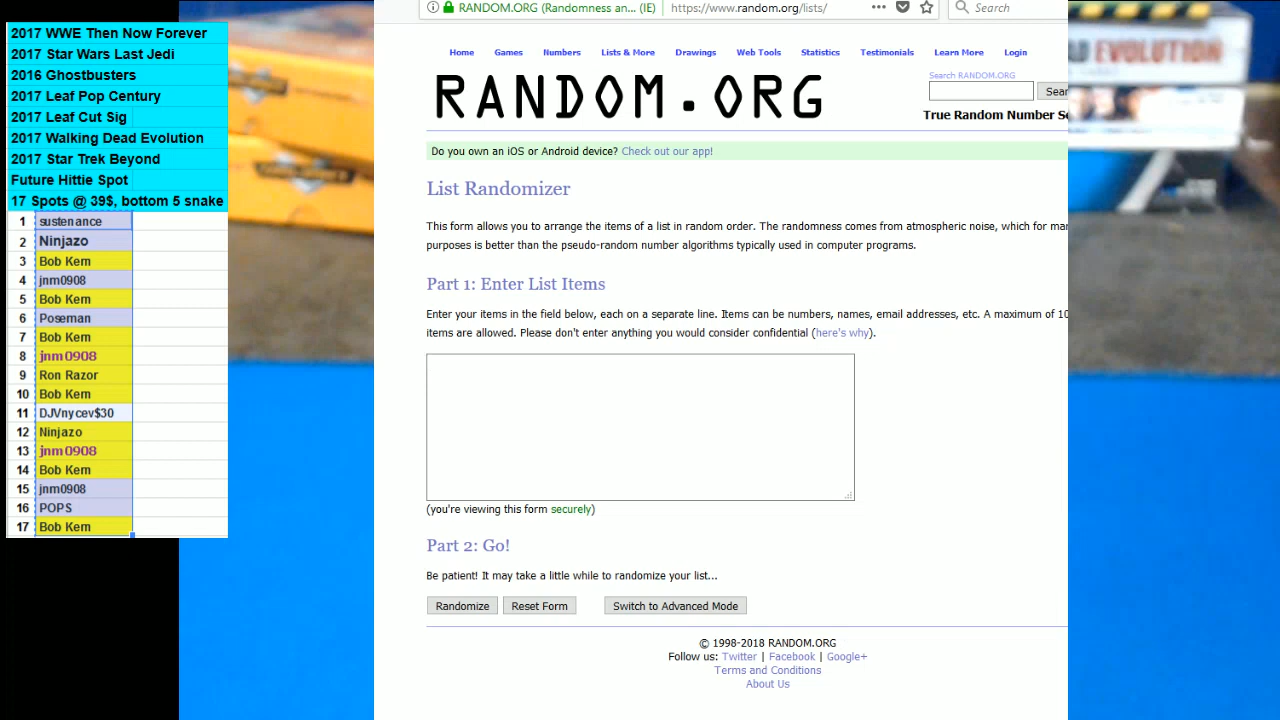 2017 WWE Then Now Forever
2017 Star Wars Last Jedi
2016 Ghostbusters
2017 Leaf Pop Century
2017 Leaf Cut Sig
2017 Walking Dead Evolution
2017 Star Trek Beyond
Future Hittie Spot
17 Spots @ 39$, bottom 5 snake
1 sustenance
2 Ninjazo
3 Bob Kern
4 jnm0908
5 Bob Kern
6 Poseman
7 Bob Kern
8 jnm0908
9 Ron Razor
10 Bob Kern
11 DJVnycev$30
12 Ninjazo
13 jnm0908
14 Bob Kern
15 jnm0908
16 POPS
17 Bob Kern
RANDOM.ORG (Randomness an... (IE) https://www.random.org/lists/ Search
Home Games Numbers Lists & More Drawings Web Tools Statistics Testimonials Learn More Login
RANDOM.ORG
Search RANDOM.ORG
Sear
True Random Number Se
Do you own an iOS or Android device? Check out our app!
List Randomizer
This form allows you to arrange the items of a list in random order. The randomness comes from atmospheric noise, which for mar
purposes is better than the pseudo-random number algorithms typically used in computer programs.
Part 1: Enter List Items
Enter your items in the field below, each on a separate line. Items can be numbers, names, email addresses, etc. A maximum of 10
items are allowed. Please don't enter anything you would consider confidential (here's why).
(you're viewing this form securely)
Part 2: Go!
Be patient! It may take a little while to randomize your list...
Randomize Reset Form Switch to Advanced Mode
© 1998-2018 RANDOM.ORG
Follow us: Twitter | Facebook | Google+
Terms and Conditions
About Us
EVOLUTION